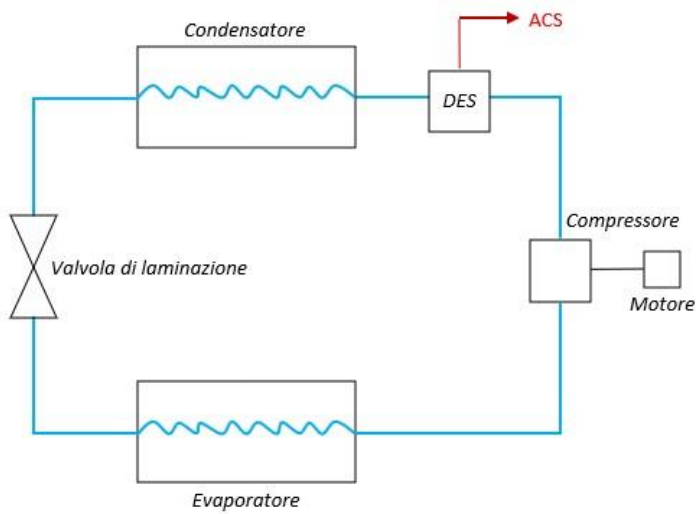 Condensatore
ACS
DES
Compressore
Valvola di laminazione
Motore
Evaporatore